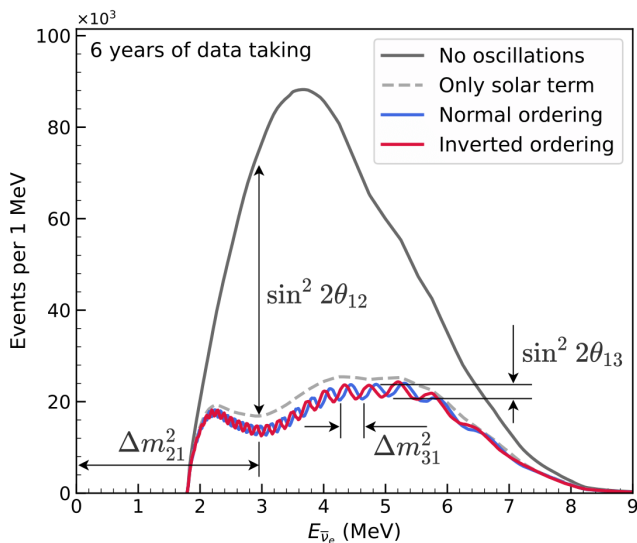 ×10³
6 years of data taking
No oscillations
Only solar term
Normal ordering
Inverted ordering
Events per 1 MeV
100
80
60
40
20
0
sin² 2θ₁₂
sin² 2θ₁₃
Δm²₂₁
Δm²₃₁
0 1 2 3 4 5 6 7 8 9
E_ν̅ₑ (MeV)